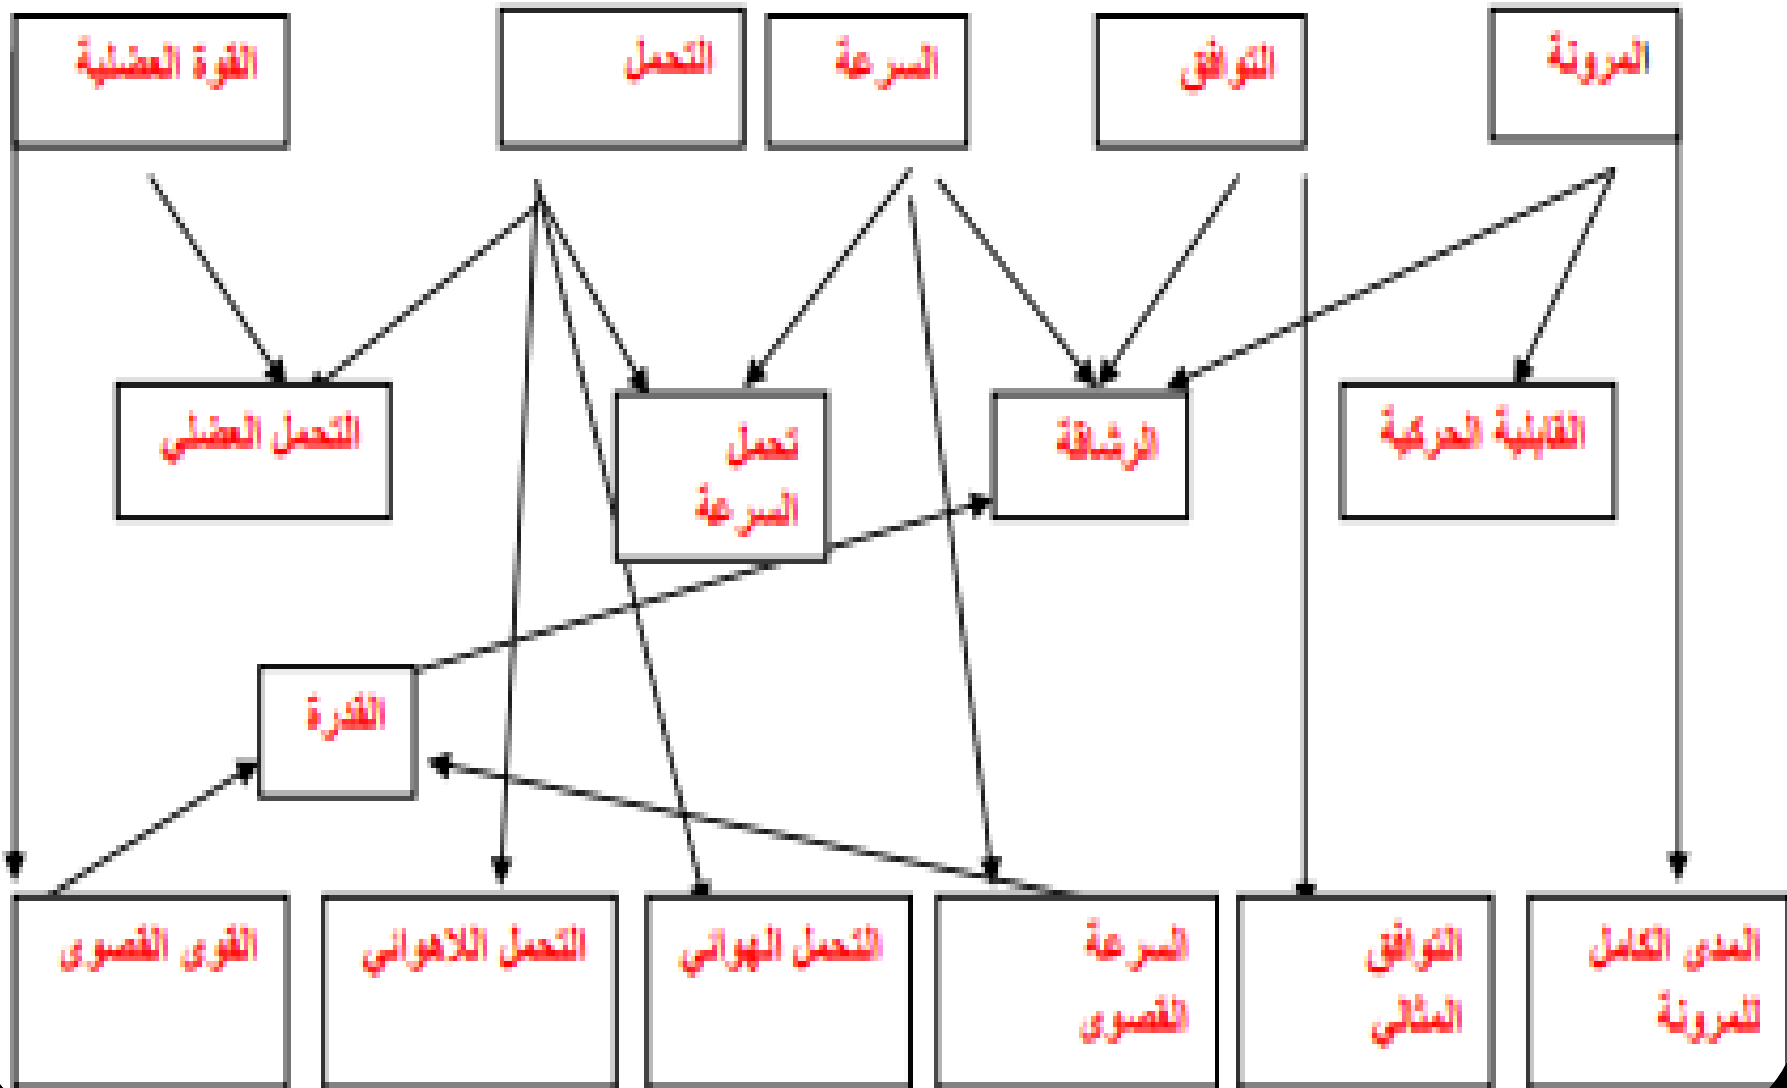 المرونة
التوافق
السرعة
التحمل
القوة العضلية
القابلية الحركية
الرشاقة
تحمل
السرعة
التحمل العضلي
القدرة
المدى الكامل
للمرونة
التوافق
المثالي
السرعة
القصوى
التحمل الهوائي
التحمل اللاهوائي
القوى القصوى